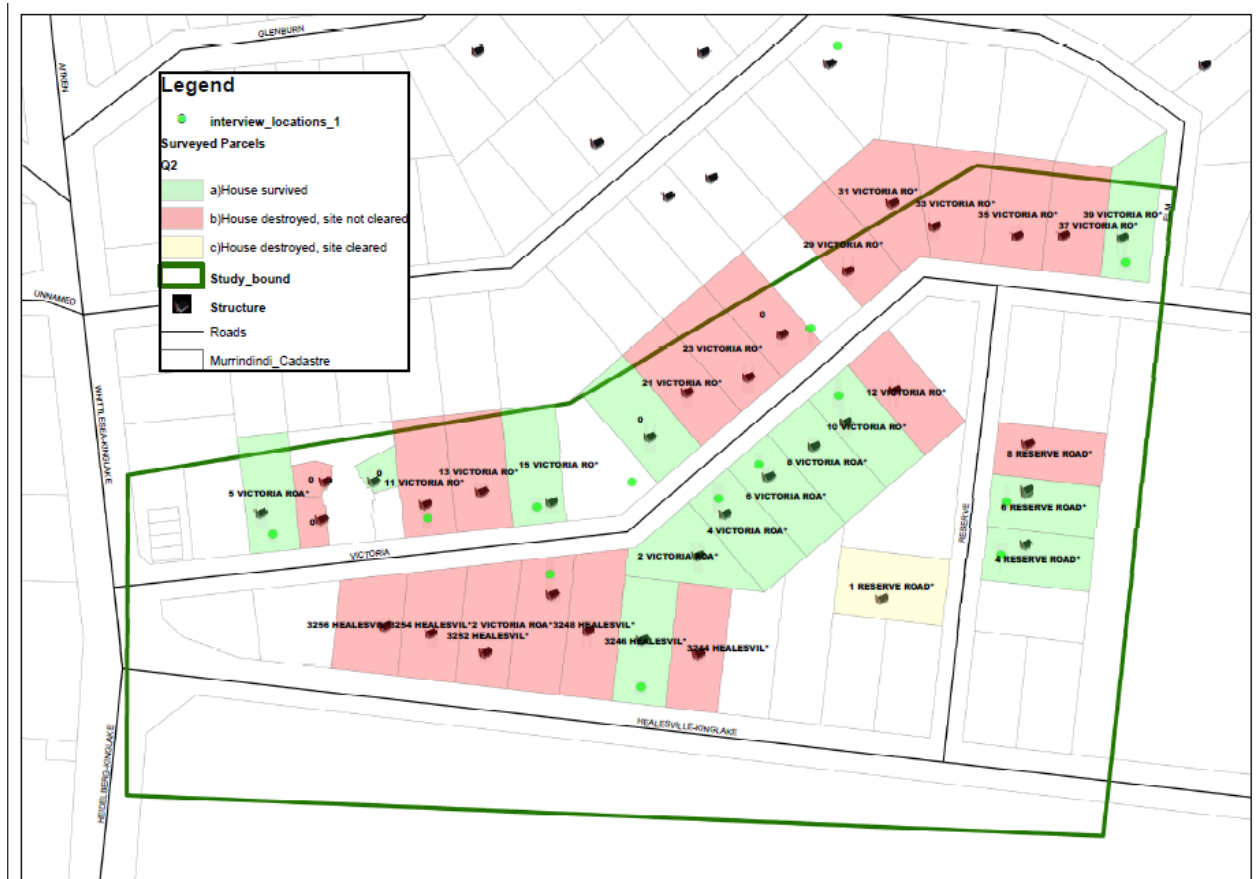 GLENBURN
AITKEN
Legend
interview_locations_1
Surveyed Parcels
Q2
a)House survived
b)House destroyed, site not cleared
c)House destroyed, site cleared
Study_bound
Structure
Roads
Murrindindi_Cadastre
UNNAMED
WHITTLESEA-KINGLAKE
HEIDELBERG-KINGLAKE
31 VICTORIA RO*
33 VICTORIA RO*
35 VICTORIA RO*
39 VICTORIA RO*
37 VICTORIA RO*
ELM
29 VICTORIA RO*
0
23 VICTORIA RO*
21 VICTORIA RO*
0
12 VICTORIA RO*
10 VICTORIA RO*
8 VICTORIA ROA*
6 VICTORIA ROA*
4 VICTORIA ROA*
2 VICTORIA ROA*
15 VICTORIA RO*
13 VICTORIA RO*
11 VICTORIA RO*
0
0
0
5 VICTORIA ROA*
VICTORIA
8 RESERVE ROAD*
6 RESERVE ROAD*
4 RESERVE ROAD*
RESERVE
1 RESERVE ROAD*
3256 HEALESVIL*
3254 HEALESVIL*
2 VICTORIA ROA*
3248 HEALESVIL*
3252 HEALESVIL*
3246 HEALESVIL*
3244 HEALESVIL*
HEALESVILLE-KINGLAKE